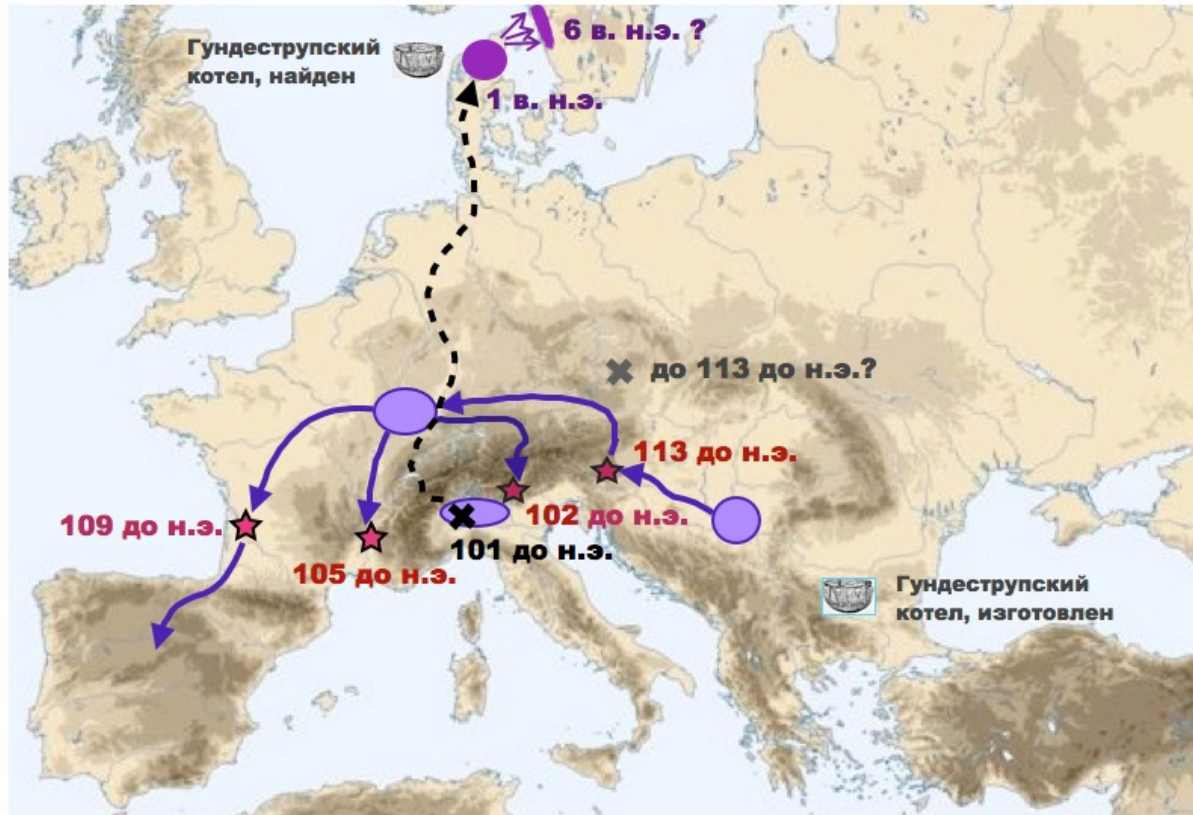 Гундеструпский
котел, найден
6 в. н.э. ?
1 в. н.э.
до 113 до н.э.?
113 до н.э.
109 до н.э.
102 до н.э.
105 до н.э.
101 до н.э.
Гундеструпский
котел, изготовлен